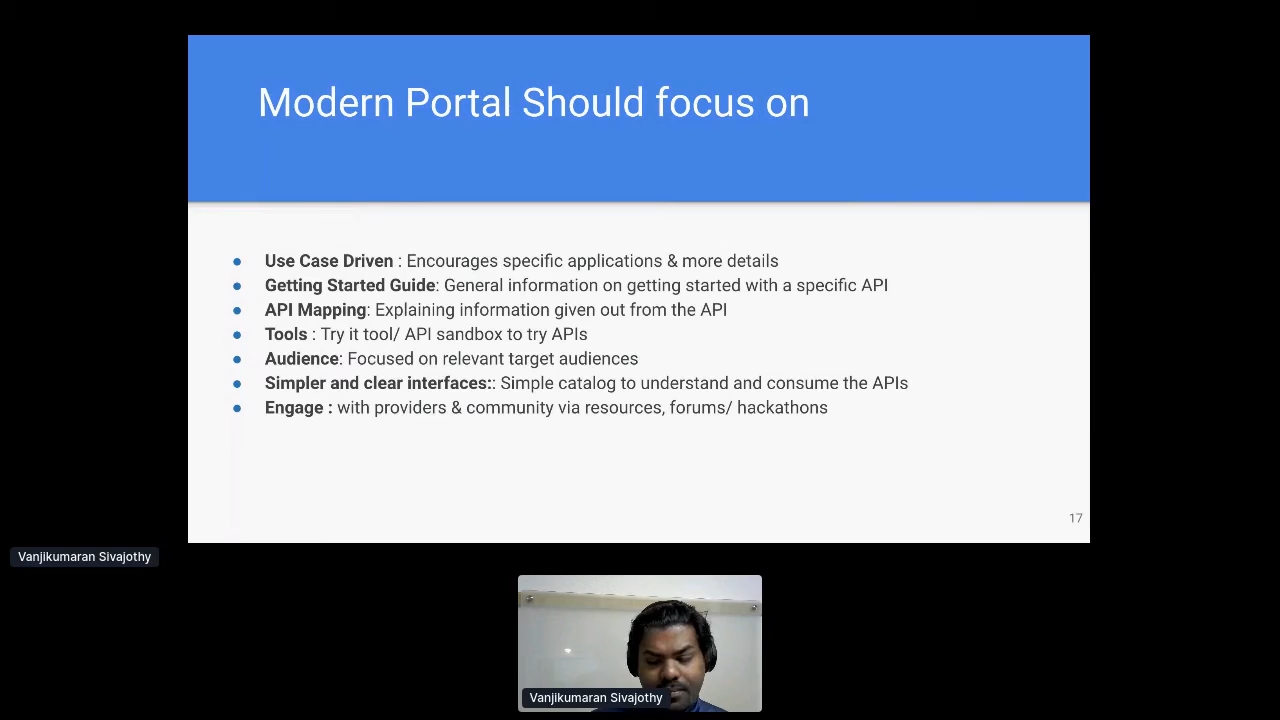 Modern Portal Should focus on
Use Case Driven : Encourages specific applications & more details
Getting Started Guide: General information on getting started with a specific API
API Mapping: Explaining information given out from the API
Tools : Try it tool/ API sandbox to try APIs
Audience: Focused on relevant target audiences
Simpler and clear interfaces:: Simple catalog to understand and consume the APIs
Engage : with providers & community via resources, forums/ hackathons
17
Vanjikumaran Sivajothy
Vanjikumaran Sivajothy